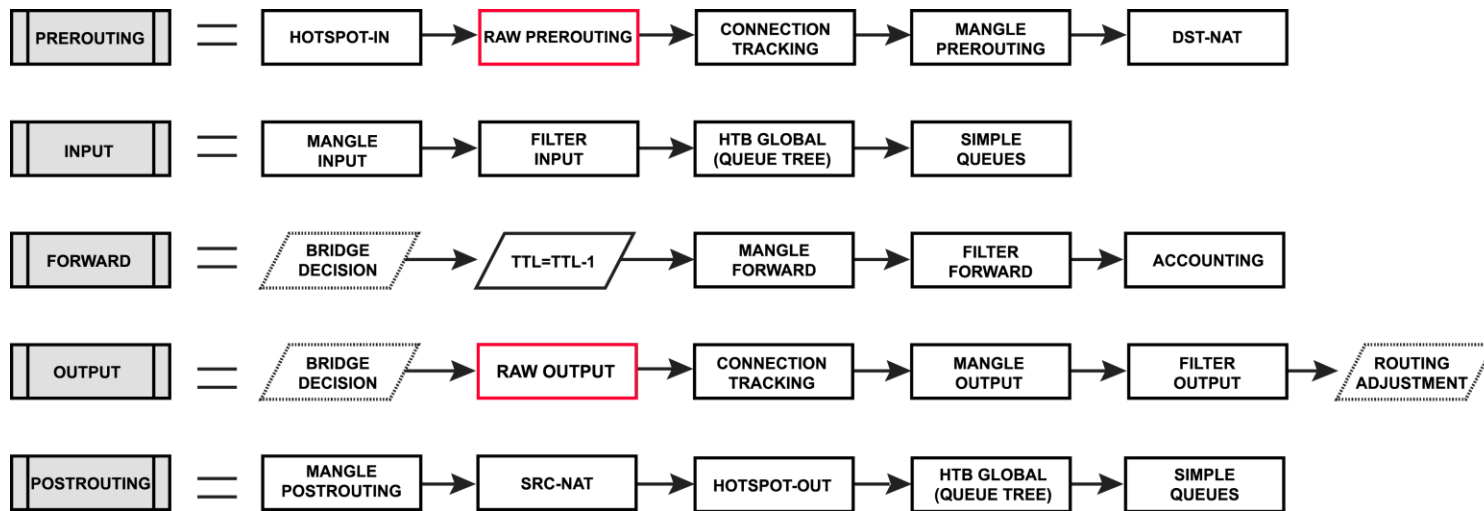 PREROUTING
HOTSPOT-IN
RAW PREROUTING
CONNECTION
TRACKING
MANGLE
PREROUTING
DST-NAT
INPUT
MANGLE
INPUT
FILTER
INPUT
HTB GLOBAL
(QUEUE TREE)
SIMPLE
QUEUES
FORWARD
BRIDGE
DECISION
TTL=TTL-1
MANGLE
FORWARD
FILTER
FORWARD
ACCOUNTING
OUTPUT
BRIDGE
DECISION
RAW OUTPUT
CONNECTION
TRACKING
MANGLE
OUTPUT
FILTER
OUTPUT
ROUTING
ADJUSTMENT
POSTROUTING
MANGLE
POSTROUTING
SRC-NAT
HOTSPOT-OUT
HTB GLOBAL
(QUEUE TREE)
SIMPLE
QUEUES